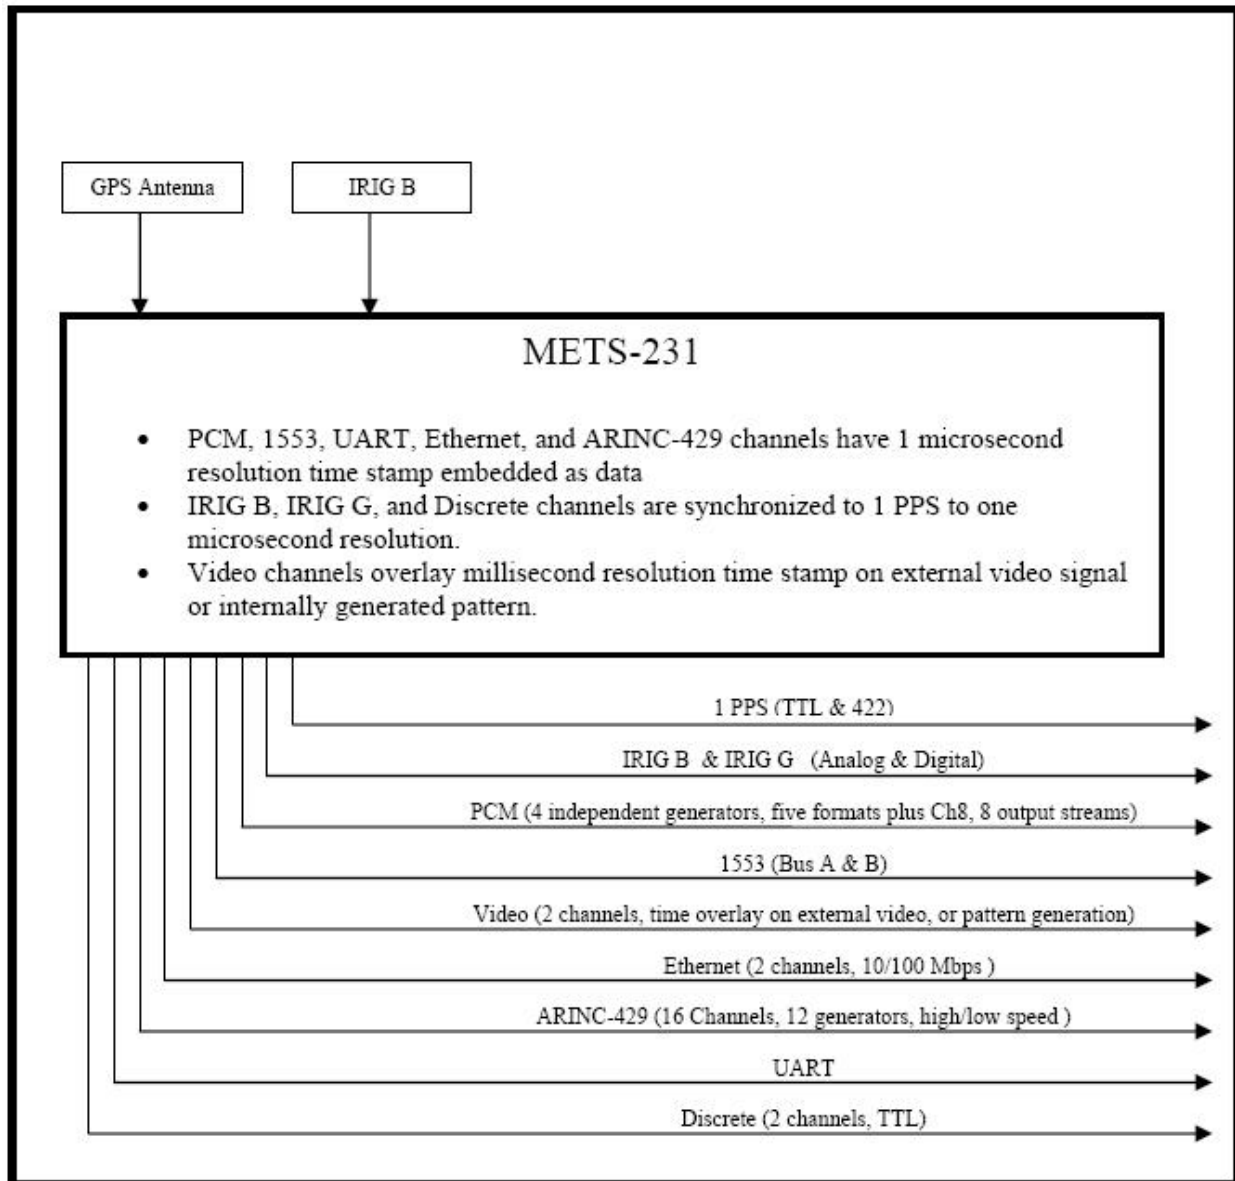 GPS Antenna
IRIG B
METS-231
• PCM, 1553, UART, Ethernet, and ARINC-429 channels have 1 microsecond
resolution time stamp embedded as data
• IRIG B, IRIG G, and Discrete channels are synchronized to 1 PPS to one
microsecond resolution.
• Video channels overlay millisecond resolution time stamp on external video signal
or internally generated pattern.
1 PPS (TTL & 422)
IRIG B & IRIG G (Analog & Digital)
PCM (4 independent generators, five formats plus Ch8, 8 output streams)
1553 (Bus A & B)
Video (2 channels, time overlay on external video, or pattern generation)
Ethernet (2 channels, 10/100 Mbps )
ARINC-429 (16 Channels, 12 generators, high/low speed )
UART
Discrete (2 channels, TTL)